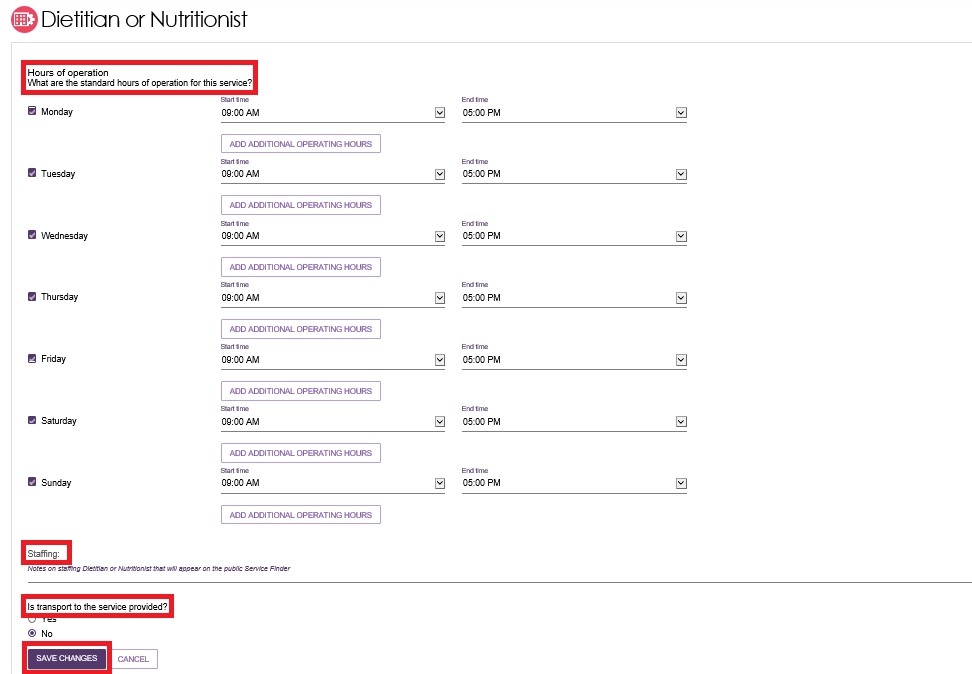 Dietitian or Nutritionist
Hours of operation
What are the standard hours of operation for this service?
Start time End time
Monday 09:00 AM 05:00 PM
ADD ADDITIONAL OPERATING HOURS
Start time End time
Tuesday 09:00 AM 05:00 PM
ADD ADDITIONAL OPERATING HOURS
Start time End time
Wednesday 09:00 AM 05:00 PM
ADD ADDITIONAL OPERATING HOURS
Start time End time
Thursday 09:00 AM 05:00 PM
ADD ADDITIONAL OPERATING HOURS
Start time End time
Friday 09:00 AM 05:00 PM
ADD ADDITIONAL OPERATING HOURS
Start time End time
Saturday 09:00 AM 05:00 PM
ADD ADDITIONAL OPERATING HOURS
Start time End time
Sunday 09:00 AM 05:00 PM
ADD ADDITIONAL OPERATING HOURS
Staffing:
Notes on staffing Dietitian or Nutritionist that will appear on the public Service Finder
Is transport to the service provided?
Yes
No
SAVE CHANGES CANCEL